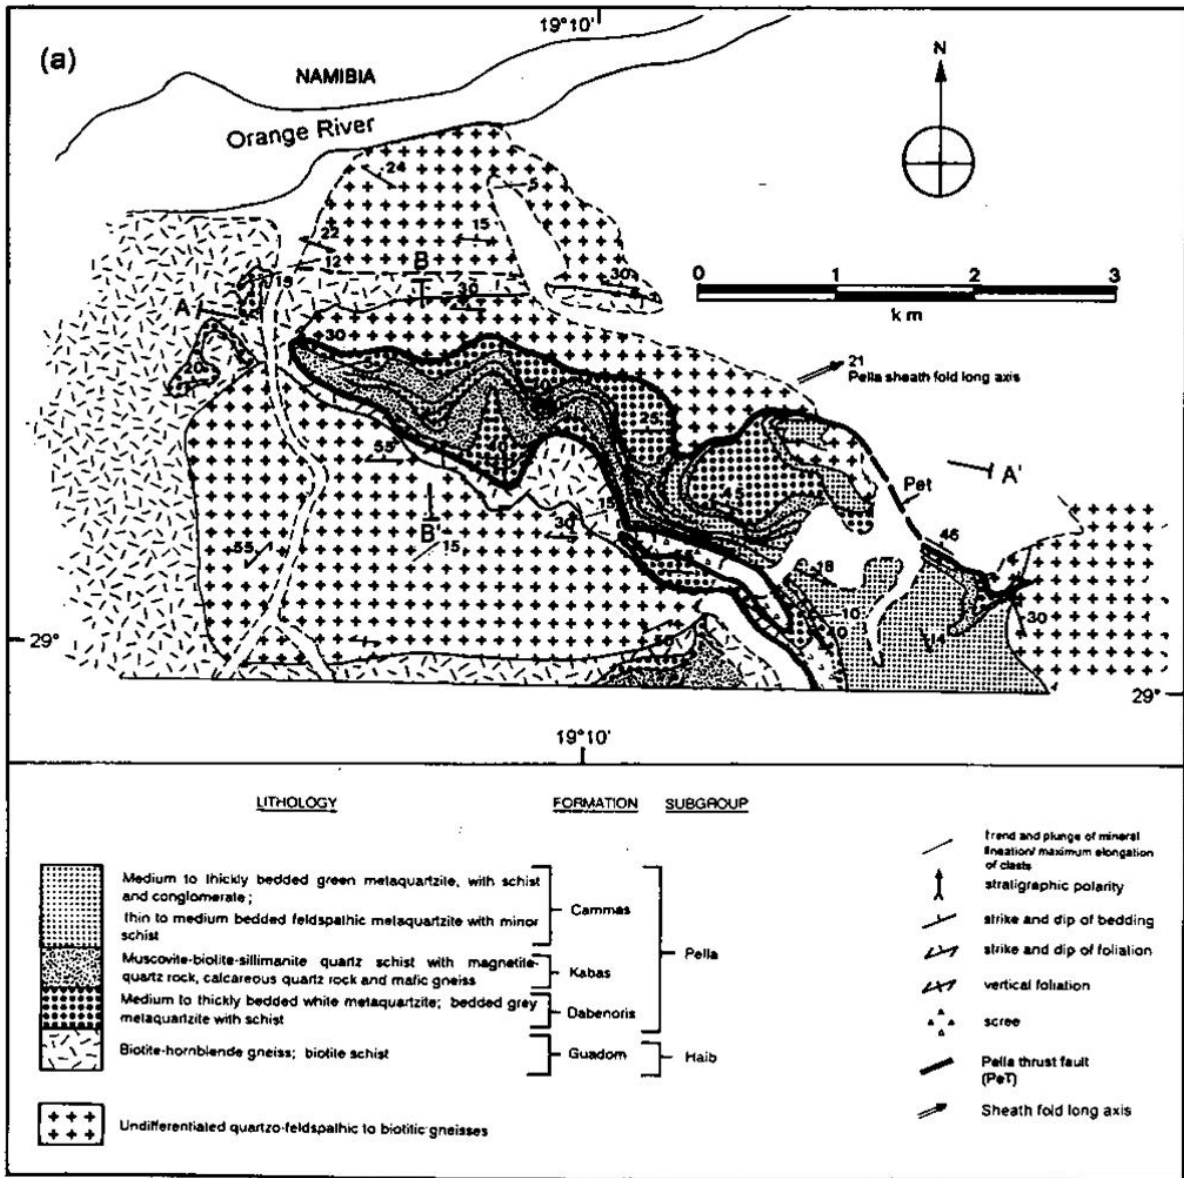 19°10'
(a)
N
NAMIBIA
Orange River
24
5
15
22
12
B
19
30
30
0 1 2 3
km
A
30
20
21
Pella sheath fold long axis
25
55
40
45
A'
Pet
15
30
B'
15
55
46
18
10
14
30
29°
50
29°
19°10'
LITHOLOGY FORMATION SUBGROUP
Medium to thickly bedded green metaquartzite, with schist
and conglomerate;
thin to medium bedded feldspathic metaquartzite with minor
schist
Cammas
Muscovite-biotite-sillimanite quartz schist with magnetite-
quartz rock, calcareous quartz rock and mafic gneiss
Kabas
Pella
Medium to thickly bedded white metaquartzite; bedded grey
metaquartzite with schist
Dabenoris
Biotite-hornblende gneiss; biotite schist
Guadom
Haib
Undifferentiated quartzo-feldspathic to biotitic gneisses
trend and plunge of mineral
lineation/maximum elongation
of clasts
stratigraphic polarity
strike and dip of bedding
strike and dip of foliation
vertical foliation
scree
Pella thrust fault
(PeT)
Sheath fold long axis